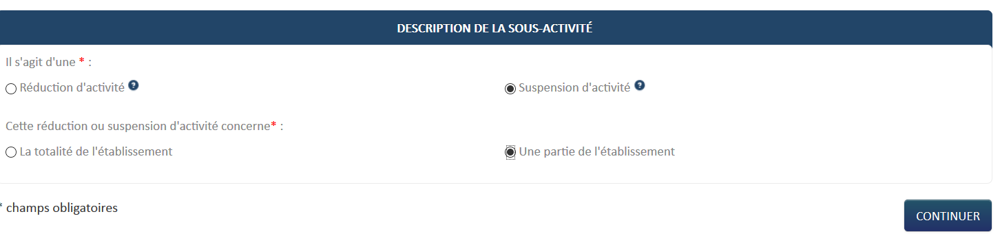 DESCRIPTION DE LA SOUS-ACTIVITÉ
Il s'agit d'une * :
Réduction d'activité ? Suspension d'activité ?
Cette réduction ou suspension d'activité concerne* :
La totalité de l'établissement Une partie de l'établissement
* champs obligatoires
CONTINUER